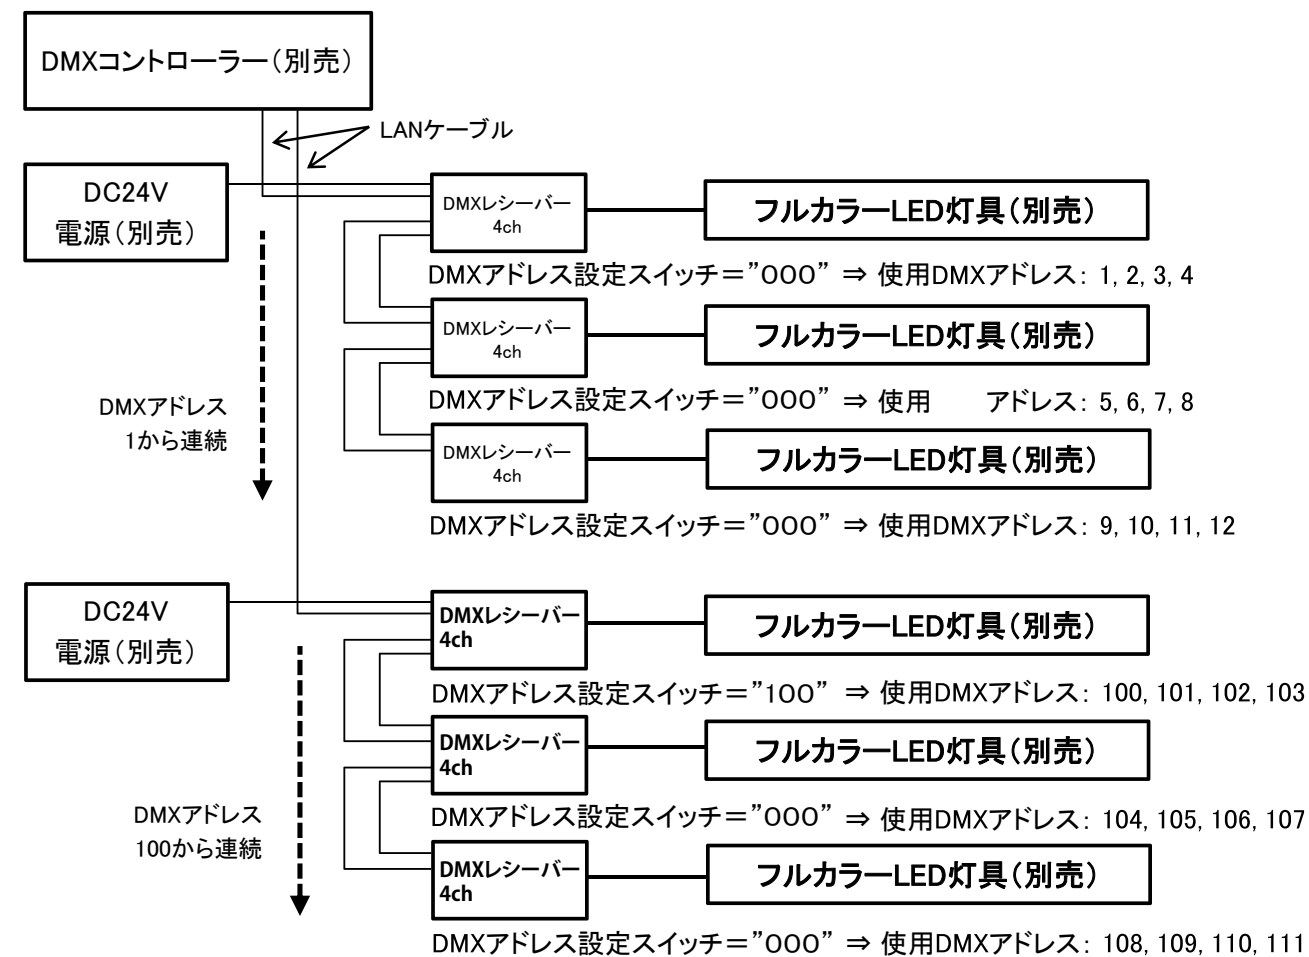 DMXコントローラー(別売)
LANケーブル
DC24V
電源(別売)
DMXレシーバー
4ch
フルカラーLED灯具(別売)
DMXアドレス設定スイッチ=”000” ⇒ 使用DMXアドレス: 1, 2, 3, 4
DMXレシーバー
4ch
フルカラーLED灯具(別売)
DMXアドレス設定スイッチ=”000” ⇒ 使用 アドレス: 5, 6, 7, 8
DMXアドレス
1から連続
DMXレシーバー
4ch
フルカラーLED灯具(別売)
DMXアドレス設定スイッチ=”000” ⇒ 使用DMXアドレス: 9, 10, 11, 12
DC24V
電源(別売)
DMXレシーバー
4ch
フルカラーLED灯具(別売)
DMXアドレス設定スイッチ=”100” ⇒ 使用DMXアドレス: 100, 101, 102, 103
DMXレシーバー
4ch
フルカラーLED灯具(別売)
DMXアドレス設定スイッチ=”000” ⇒ 使用DMXアドレス: 104, 105, 106, 107
DMXアドレス
100から連続
DMXレシーバー
4ch
フルカラーLED灯具(別売)
DMXアドレス設定スイッチ=”000” ⇒ 使用DMXアドレス: 108, 109, 110, 111